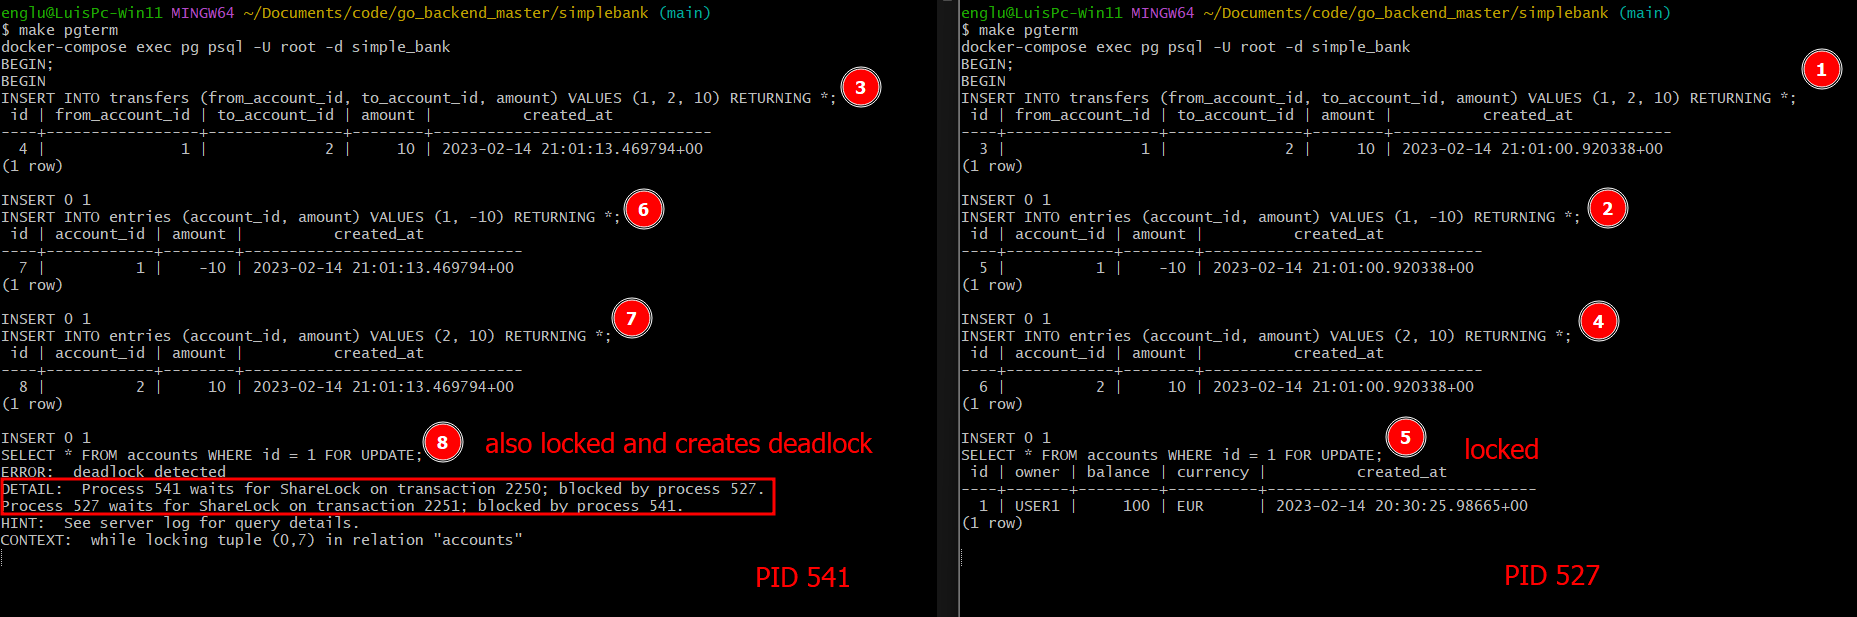 englu@LuisPc-Win11 MINGW64 ~/Documents/code/go_backend_master/simplebank (main)
$ make pgterm
docker-compose exec pg psql -U root -d simple_bank
BEGIN;
BEGIN
INSERT INTO transfers (from_account_id, to_account_id, amount) VALUES (1, 2, 10) RETURNING *; 3
 id | from_account_id | to_account_id | amount |          created_at
----+-----------------+---------------+--------+-------------------------------
  4 |               1 |             2 |     10 | 2023-02-14 21:01:13.469794+00
(1 row)
INSERT 0 1
INSERT INTO entries (account_id, amount) VALUES (1, -10) RETURNING *; 6
 id | account_id | amount |          created_at
----+------------+--------+-------------------------------
  7 |          1 |    -10 | 2023-02-14 21:01:13.469794+00
(1 row)
INSERT 0 1
INSERT INTO entries (account_id, amount) VALUES (2, 10) RETURNING *; 7
 id | account_id | amount |          created_at
----+------------+--------+-------------------------------
  8 |          2 |     10 | 2023-02-14 21:01:13.469794+00
(1 row)
INSERT 0 1
SELECT * FROM accounts WHERE id = 1 FOR UPDATE; 8 also locked and creates deadlock
ERROR:  deadlock detected
DETAIL:  Process 541 waits for ShareLock on transaction 2250; blocked by process 527.
Process 527 waits for ShareLock on transaction 2251; blocked by process 541.
HINT:  See server log for query details.
CONTEXT:  while locking tuple (0,7) in relation "accounts"
PID 541
englu@LuisPc-Win11 MINGW64 ~/Documents/code/go_backend_master/simplebank (main)
$ make pgterm
docker-compose exec pg psql -U root -d simple_bank
BEGIN;
1
BEGIN
INSERT INTO transfers (from_account_id, to_account_id, amount) VALUES (1, 2, 10) RETURNING *;
 id | from_account_id | to_account_id | amount |          created_at
----+-----------------+---------------+--------+-------------------------------
  3 |               1 |             2 |     10 | 2023-02-14 21:01:00.920338+00
(1 row)
INSERT 0 1
INSERT INTO entries (account_id, amount) VALUES (1, -10) RETURNING *; 2
 id | account_id | amount |          created_at
----+------------+--------+-------------------------------
  5 |          1 |    -10 | 2023-02-14 21:01:00.920338+00
(1 row)
INSERT 0 1
INSERT INTO entries (account_id, amount) VALUES (2, 10) RETURNING *; 4
 id | account_id | amount |          created_at
----+------------+--------+-------------------------------
  6 |          2 |     10 | 2023-02-14 21:01:00.920338+00
(1 row)
INSERT 0 1
SELECT * FROM accounts WHERE id = 1 FOR UPDATE; 5 locked
 id | owner | balance | currency |          created_at
----+-------+---------+----------+------------------------------
  1 | USER1 |     100 | EUR      | 2023-02-14 20:30:25.98665+00
(1 row)
PID 527